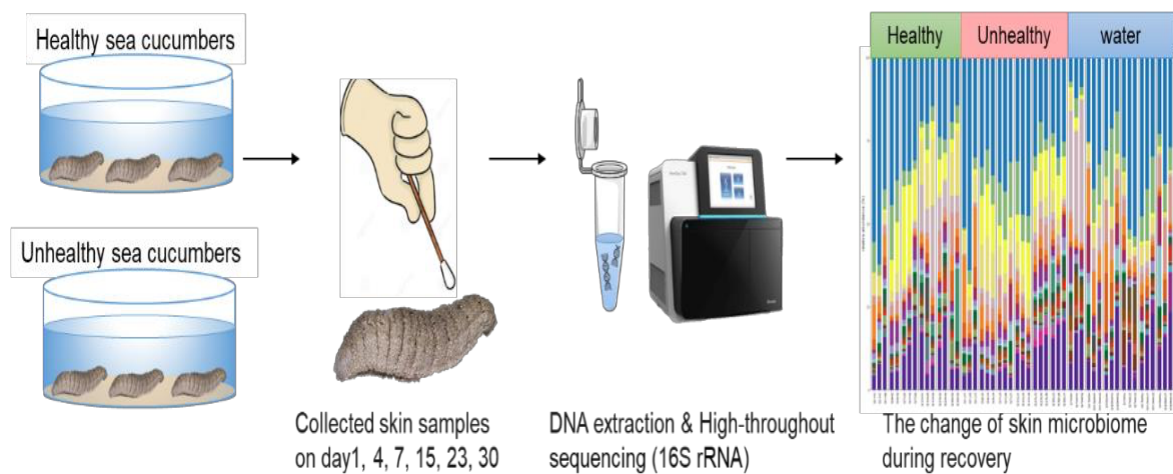 Healthy sea cucumbers
Unhealthy sea cucumbers
Collected skin samples
on day1, 4, 7, 15, 23, 30
DNA extraction & High-throughout
sequencing (16S rRNA)
Healthy
Unhealthy
water
The change of skin microbiome
during recovery